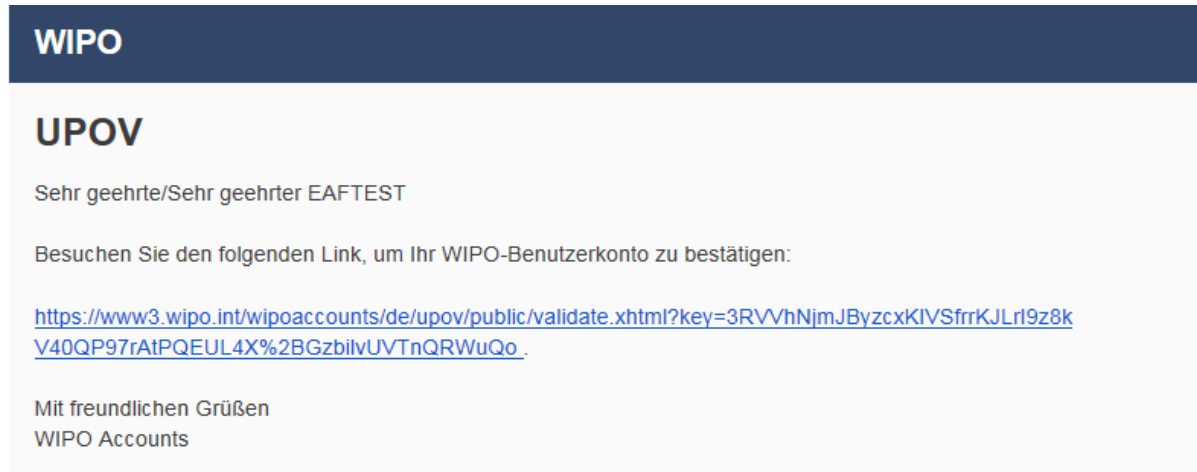 WIPO
UPOV
Sehr geehrte/Sehr geehrter EAFTEST
Besuchen Sie den folgenden Link, um Ihr WIPO-Benutzerkonto zu bestätigen:
https://www3.wipo.int/wipoaccounts/de/upov/public/validate.xhtml?key=3RVVhNjmJByzcxKIVSfrrKJLrI9z8k
V40QP97rAtPQEUL4X%2BGzbilvUVTnQRWuQo .
Mit freundlichen Grüßen
WIPO Accounts